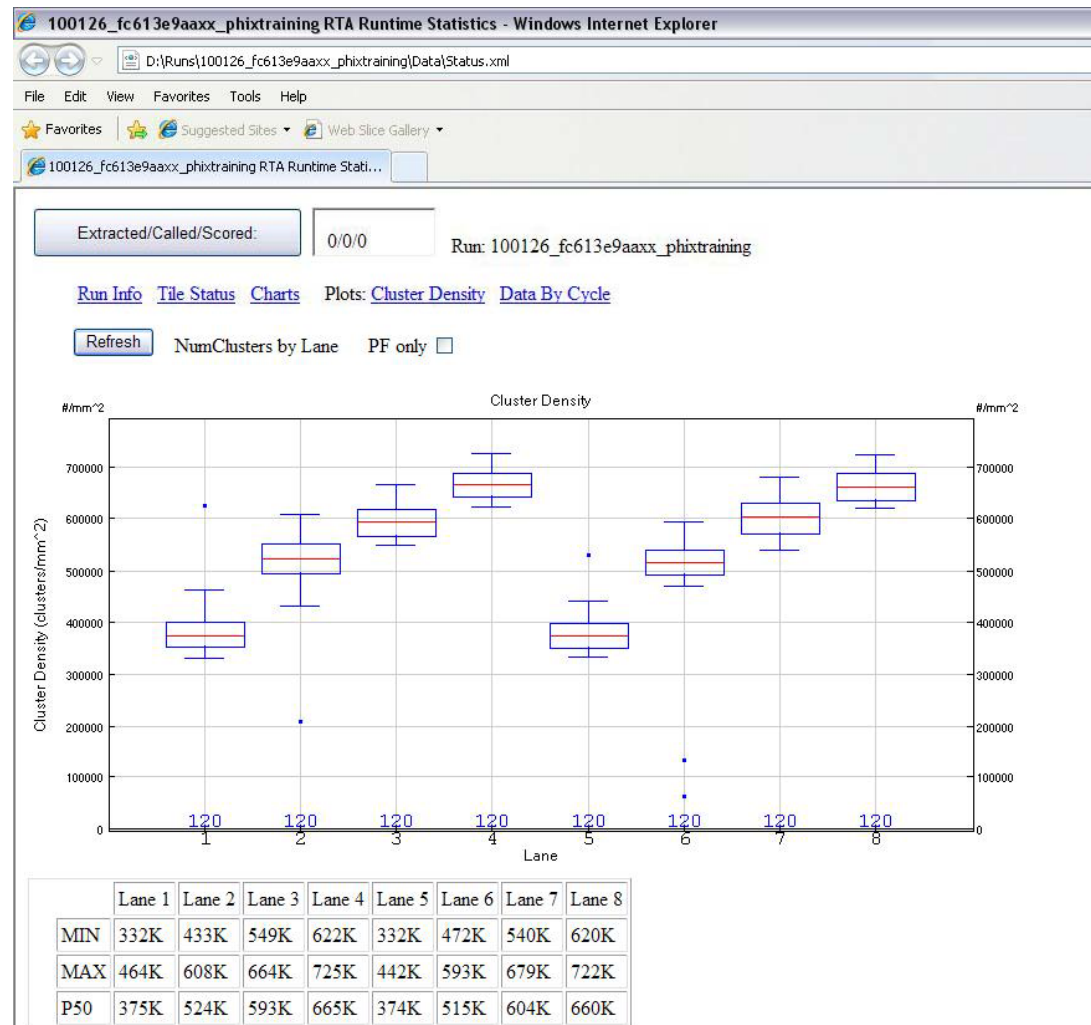 100126_fc613e9aaxx_phixtraining RTA Runtime Statistics - Windows Internet Explorer
D:\Runs\100126_fc613e9aaxx_phixtraining\Data\Status.xml
File Edit View Favorites Tools Help
Favorites Suggested Sites Web Slice Gallery
100126_fc613e9aaxx_phixtraining RTA Runtime Stati...
Extracted/Called/Scored: 0/0/0 Run: 100126_fc613e9aaxx_phixtraining
Run Info Tile Status Charts Plots: Cluster Density Data By Cycle
Refresh NumClusters by Lane PF only
Cluster Density
#/mm^2 #/mm^2
700000 700000
600000 600000
500000 500000
400000 400000
300000 300000
200000 200000
100000 100000
0 0
Cluster Density (clusters/mm^2)
120 120 120 120 120 120 120 120
1 2 3 4 5 6 7 8
Lane
Lane 1 Lane 2 Lane 3 Lane 4 Lane 5 Lane 6 Lane 7 Lane 8
MIN 332K 433K 549K 622K 332K 472K 540K 620K
MAX 464K 608K 664K 725K 442K 593K 679K 722K
P50 375K 524K 593K 665K 374K 515K 604K 660K